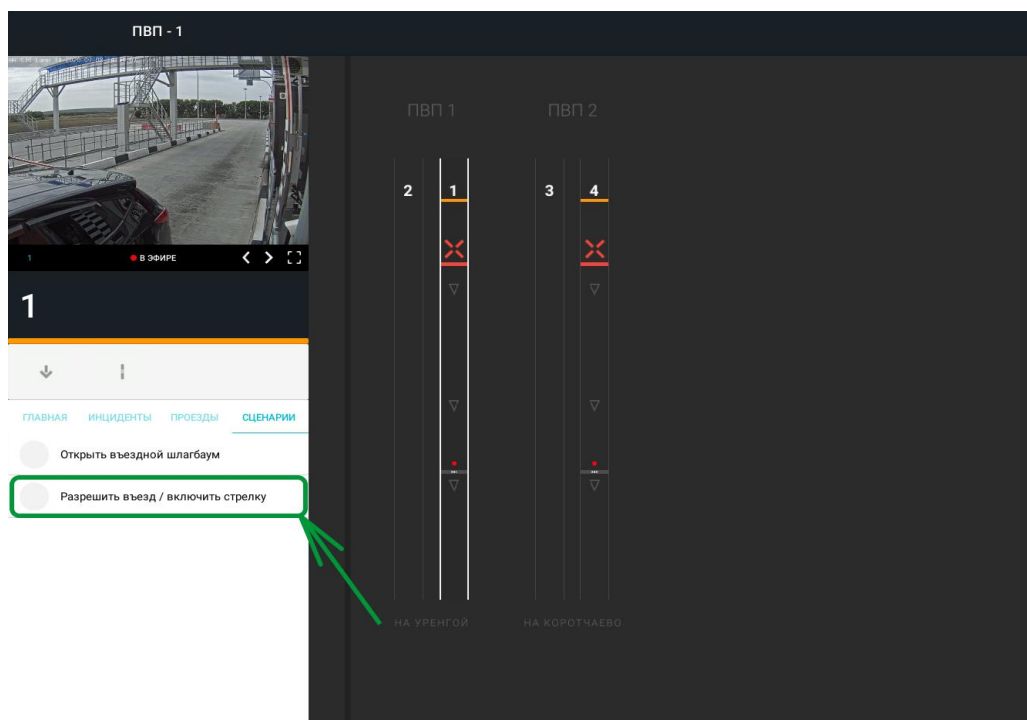 ПВП - 1
1
В ЭФИРЕ
1
ГЛАВНАЯ ИНЦИДЕНТЫ ПРОЕЗДЫ СЦЕНАРИИ
Открыть въездной шлагбаум
Разрешить въезд / включить стрелку
ПВП 1 ПВП 2
2 1 3 4
НА УРЕНГОЙ НА КОРОТЧАЕВО